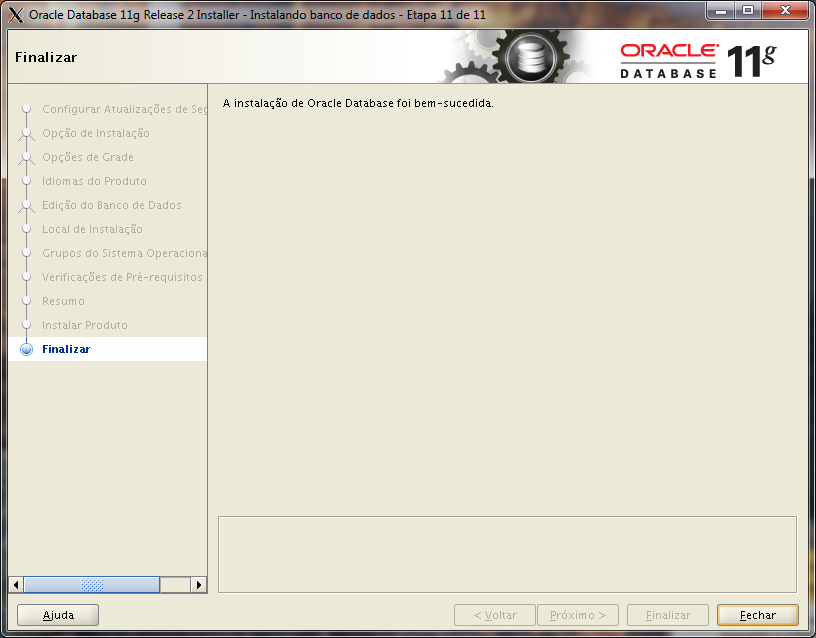 Oracle Database 11g Release 2 Installer - Instalando banco de dados - Etapa 11 de 11
Finalizar
ORACLE
DATABASE
11g
Configurar Atualizações de Seg
Opção de Instalação
Opções de Grade
Idiomas do Produto
Edição do Banco de Dados
Local de Instalação
Grupos do Sistema Operaciona
Verificações de Pré-requisitos
Resumo
Instalar Produto
Finalizar
A instalação de Oracle Database foi bem-sucedida.
Ajuda
< Voltar
Próximo >
Finalizar
Fechar